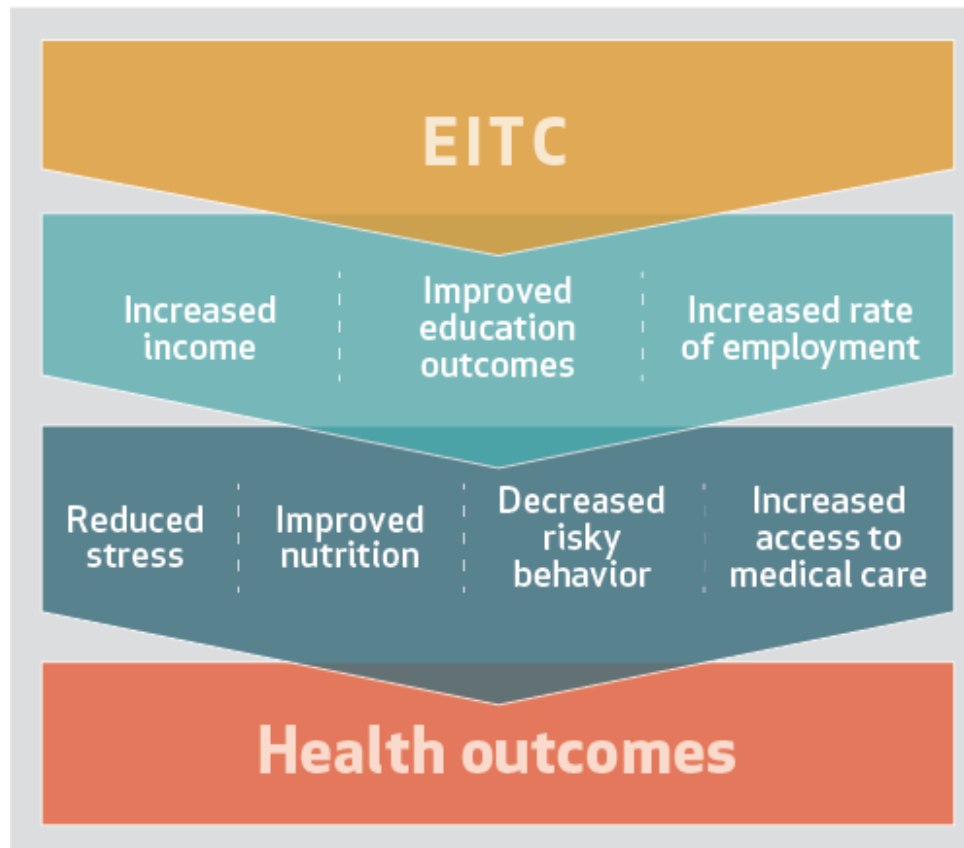 EITC
Increased
income
Improved
education
outcomes
Increased rate
of employment
Reduced
stress
Improved
nutrition
Decreased
risky
behavior
Increased
access to
medical care
Health outcomes